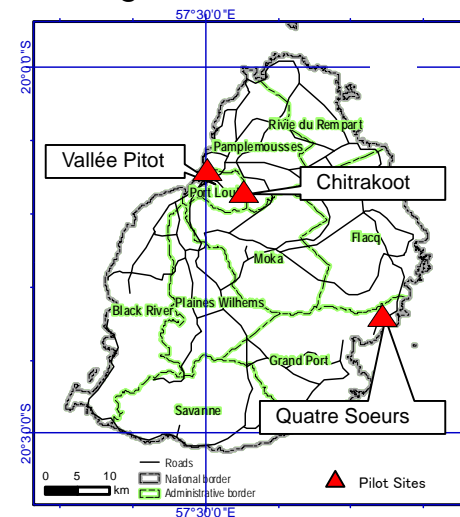 57°30'0"E
20°0'0"S
Rivie du Rempart
Pamplemousses
Vallée Pitot
Port Lou
Chitrakoot
Flacq
Moka
Black River
Plaines Wilhems
Grand Port
Savanne
Quatre Soeurs
20°30'0"S
Roads
National border
Administrative border
0 5 10
km
Pilot Sites
57°30'0"E